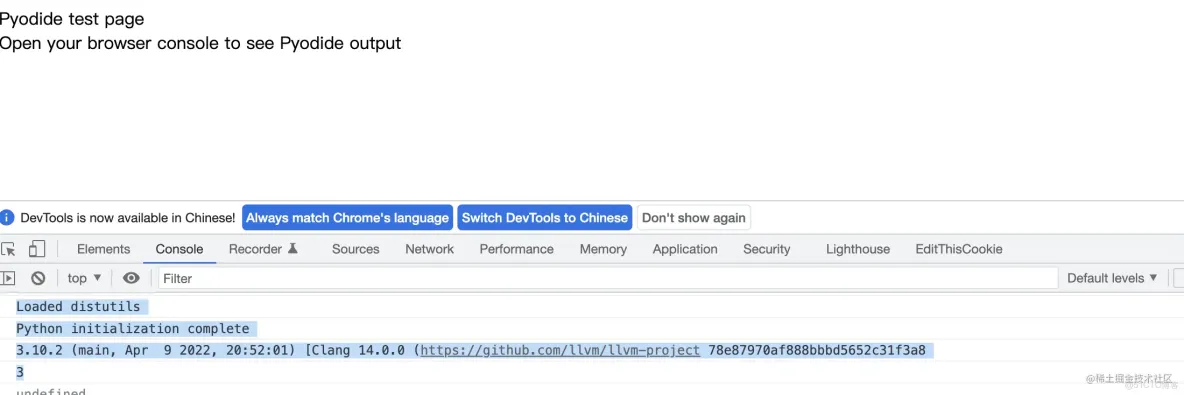 Pyodide test page
Open your browser console to see Pyodide output
DevTools is now available in Chinese! Always match Chrome's language Switch DevTools to Chinese Don't show again
Elements Console Recorder Sources Network Performance Memory Application Security Lighthouse EditThisCookie
top Filter Default levels
Loaded distutils
Python initialization complete
3.10.2 (main, Apr  9 2022, 20:52:01) [Clang 14.0.0 (https://github.com/llvm/llvm-project 78e87970af888bbbd5652c31f3a8
3
undefined
@稀土掘金技术社区
@51CTO博客